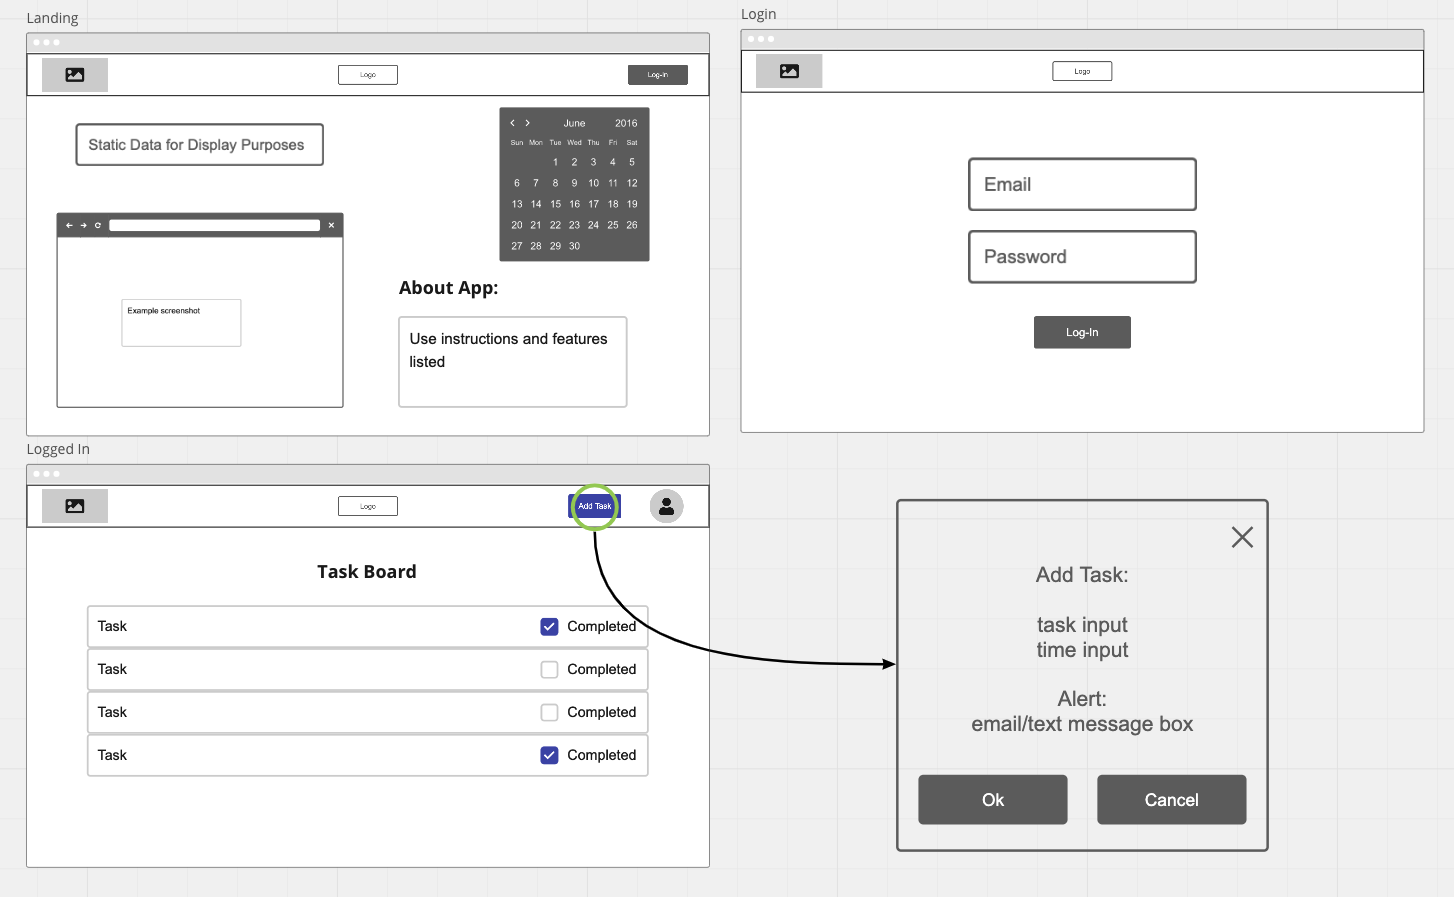 Landing
Logo
Log-In
Static Data for Display Purposes
June 2016
Sun Mon Tue Wed Thu Fri Sat
1 2 3 4 5
6 7 8 9 10 11 12
13 14 15 16 17 18 19
20 21 22 23 24 25 26
27 28 29 30
Example screenshot
About App:
Use instructions and features
listed
Login
Logo
Email
Password
Log-In
Logged In
Logo
Add Task
Task Board
Task Completed
Task Completed
Task Completed
Task Completed
Add Task:
task input
time input
Alert:
email/text message box
Ok
Cancel